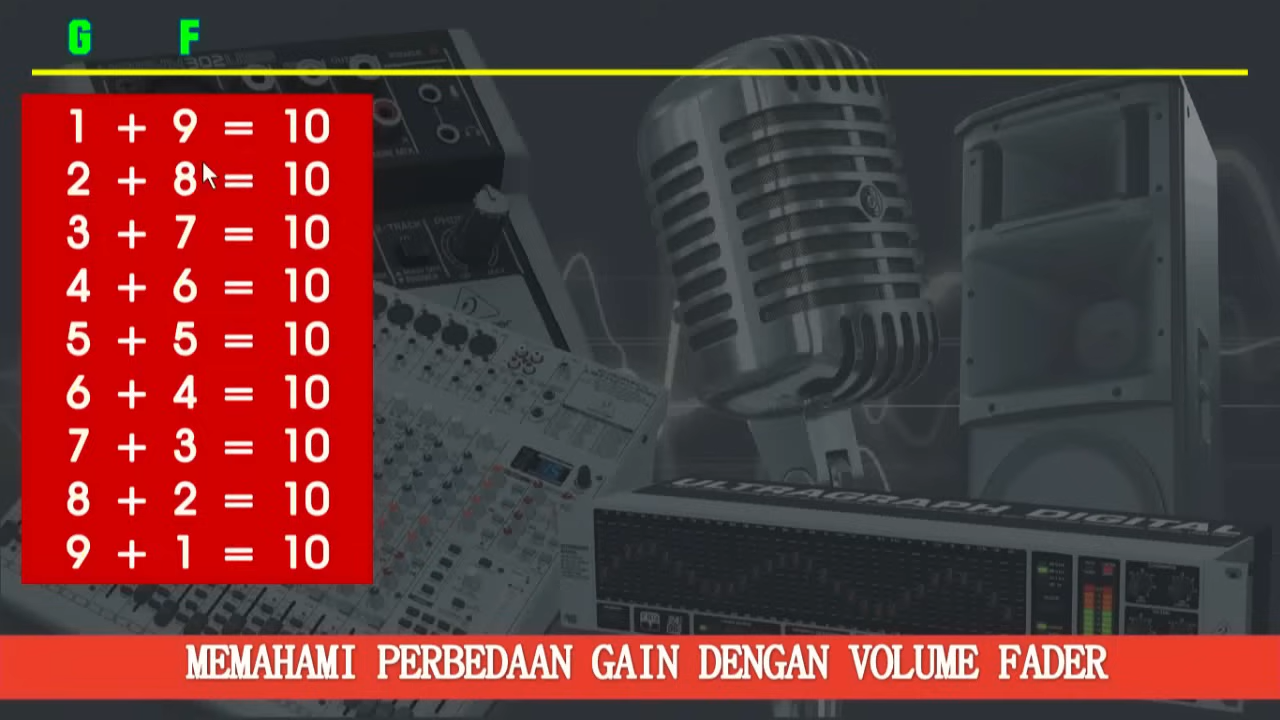 G F
1 + 9 = 10
2 + 8 = 10
3 + 7 = 10
4 + 6 = 10
5 + 5 = 10
6 + 4 = 10
7 + 3 = 10
8 + 2 = 10
9 + 1 = 10
ULTRAGRAPH DIGITAL
MEMAHAMI PERBEDAAN GAIN DENGAN VOLUME FADER